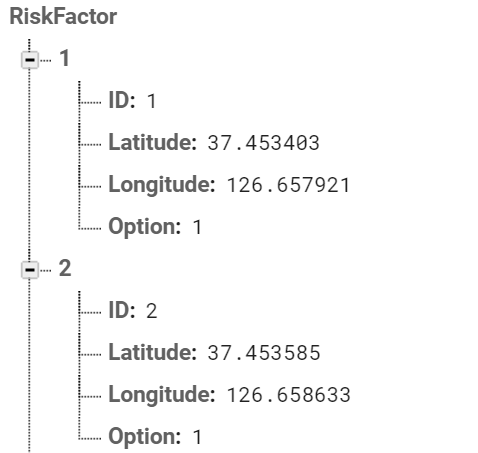 RiskFactor
1
ID: 1
Latitude: 37.453403
Longitude: 126.657921
Option: 1
2
ID: 2
Latitude: 37.453585
Longitude: 126.658633
Option: 1